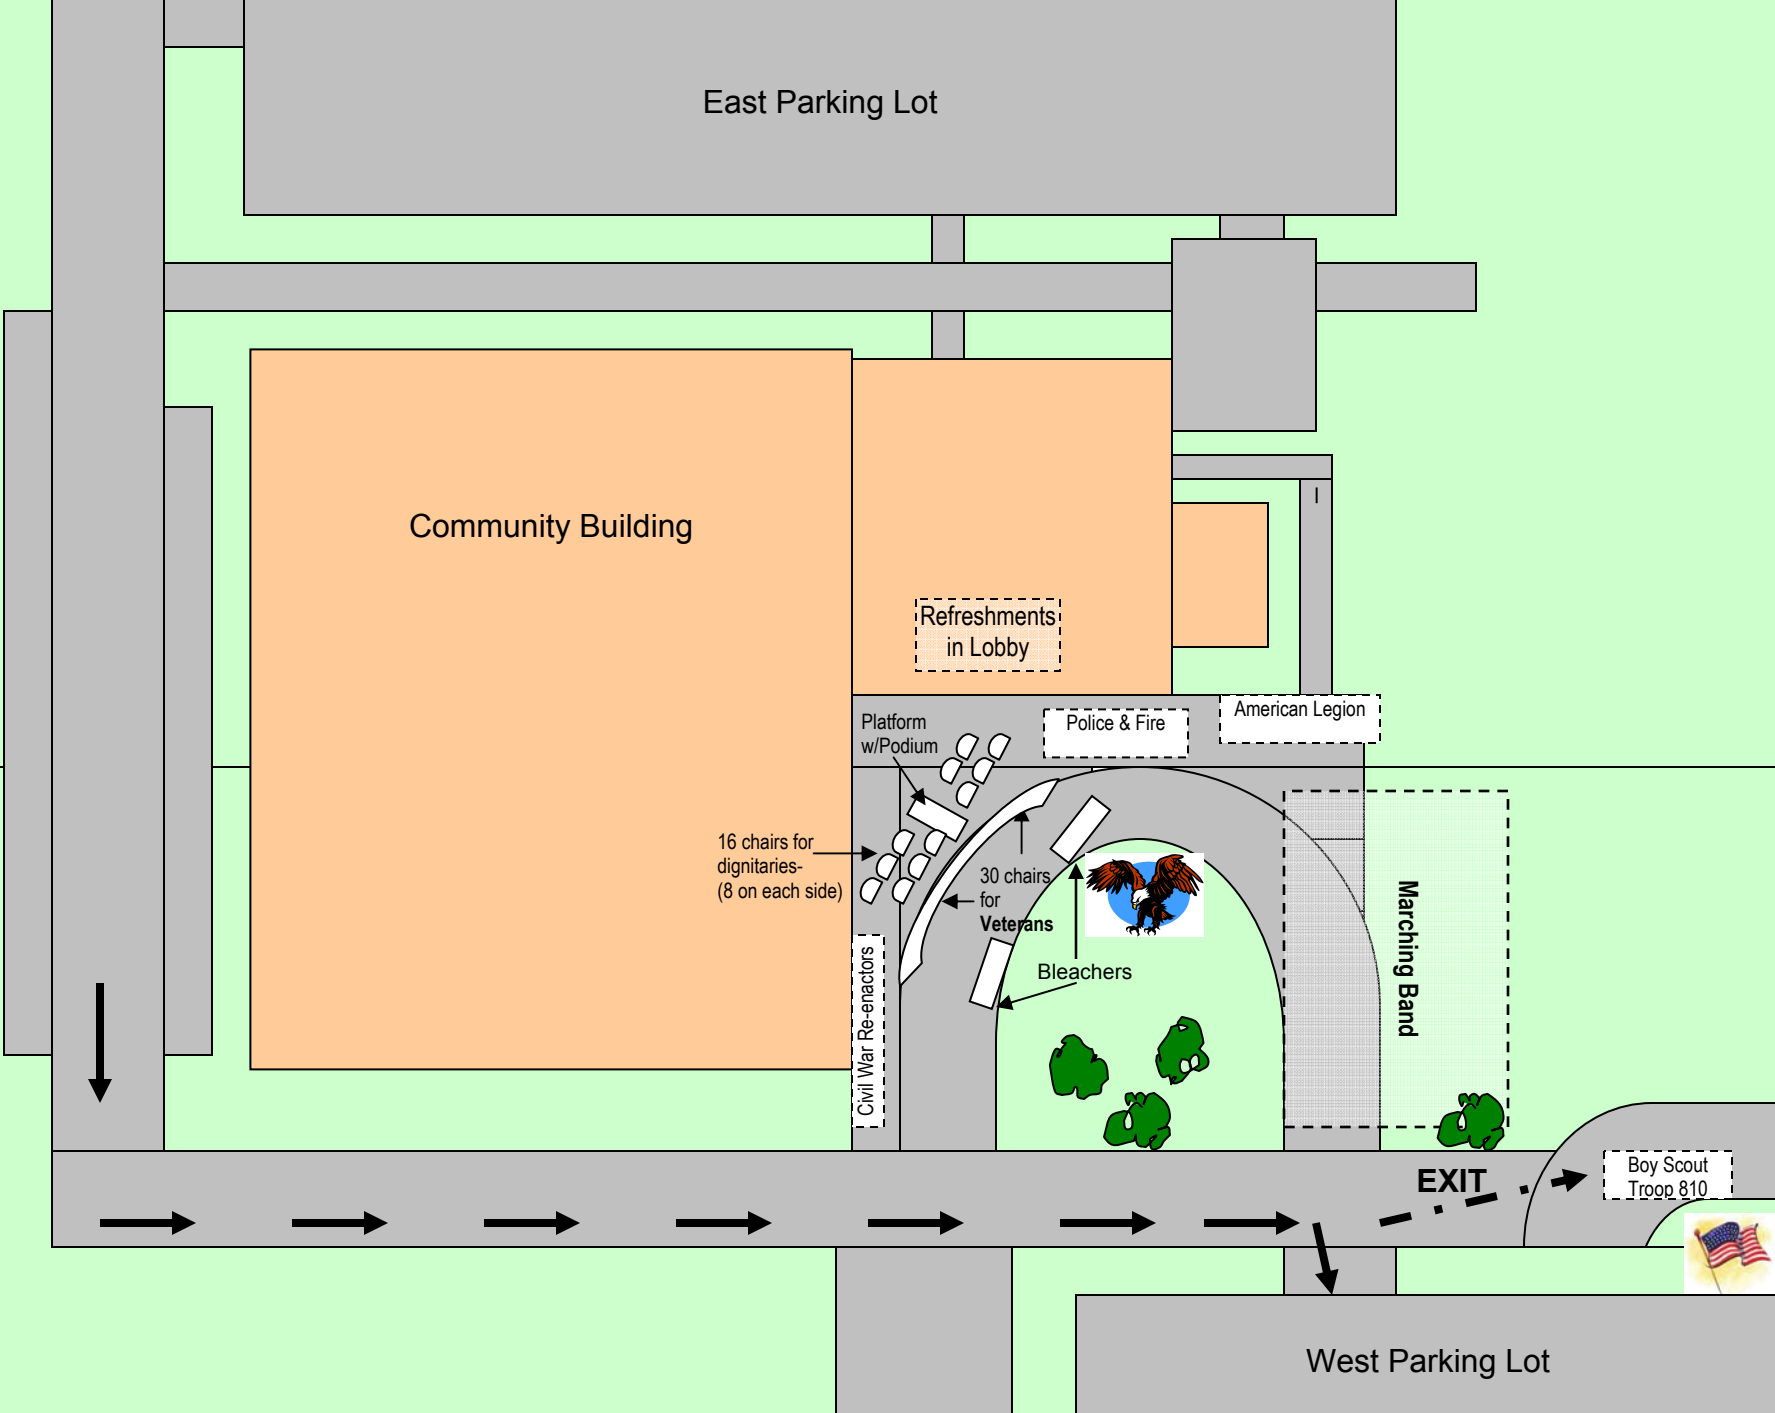 East Parking Lot
Community Building
Refreshments
in Lobby
Platform
w/Podium
Police & Fire
American Legion
16 chairs for
dignitaries-
(8 on each side)
30 chairs
for
Veterans
Bleachers
Civil War Re-enactors
Marching Band
EXIT
Boy Scout
Troop 810
West Parking Lot